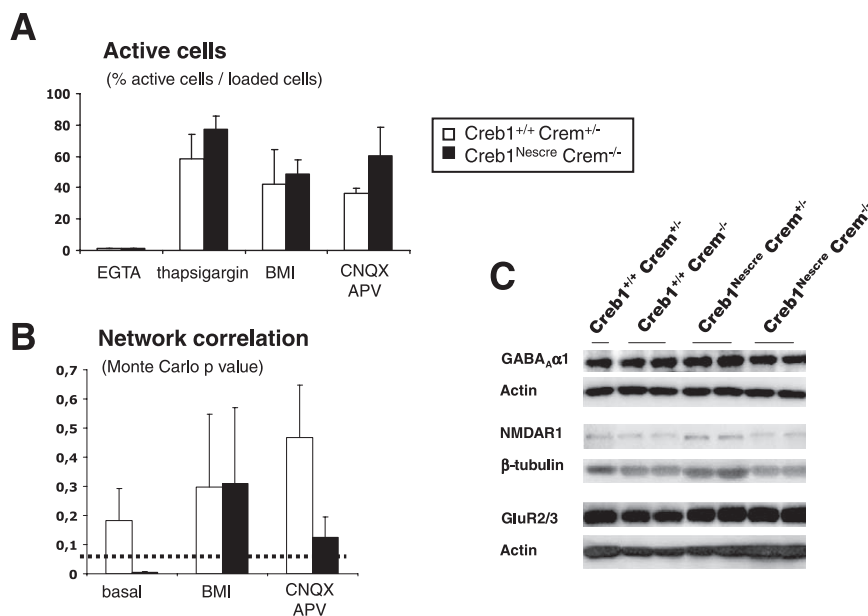 A
Active cells
(% active cells / loaded cells)
100
80
60
40
20
0
EGTA
thapsigargin
BMI
CNQX
APV
Creb1+/+ Crem+/-
Creb1Nescre Crem-/-
B
Network correlation
(Monte Carlo p value)
0,7
0,6
0,5
0,4
0,3
0,2
0,1
0
basal
BMI
CNQX
APV
C
Creb1+/+ Crem+/-
Creb1+/+ Crem-/-
Creb1Nescre Crem+/-
Creb1Nescre Crem-/-
GABAAα1
Actin
NMDAR1
β-tubulin
GluR2/3
Actin